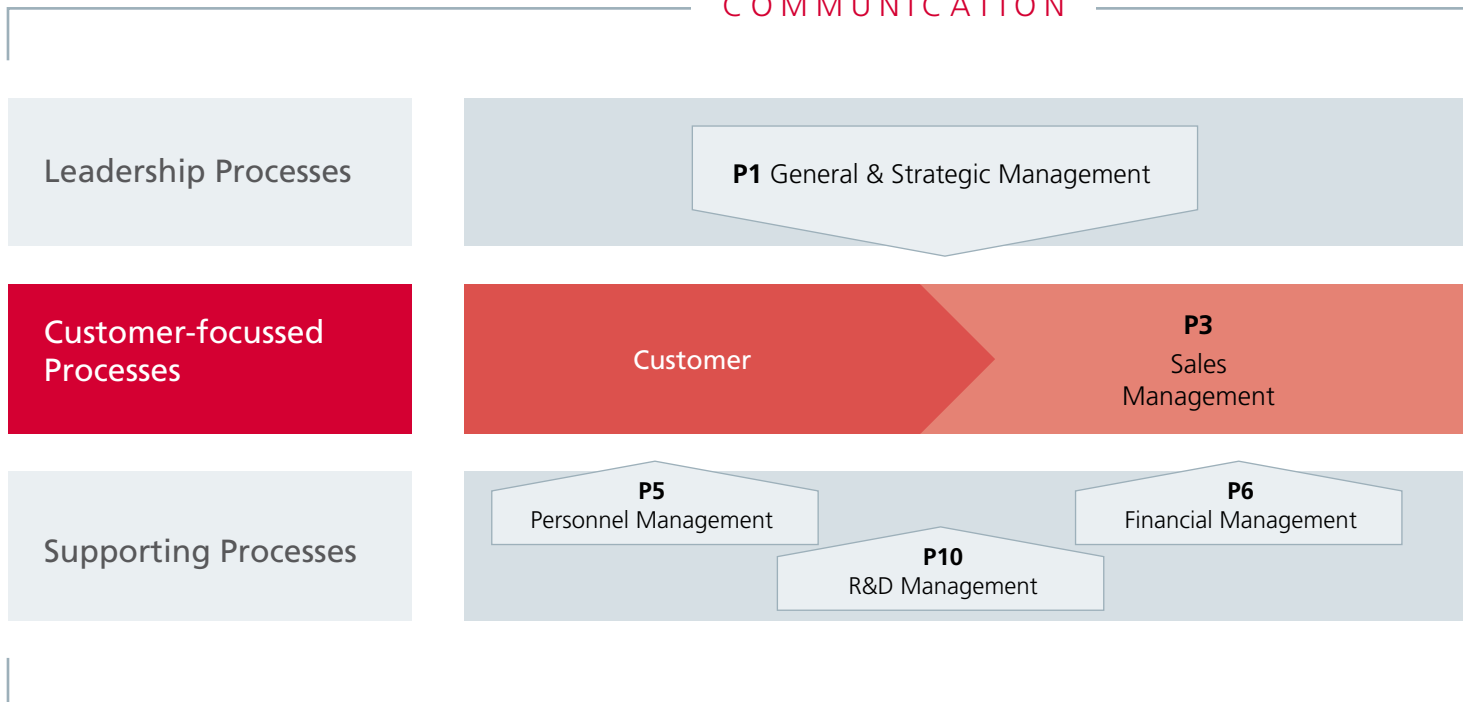 COMMUNICATION
Leadership Processes
P1 General & Strategic Management
Customer-focussed
Processes
Customer
P3
Sales
Management
Supporting Processes
P5
Personnel Management
P10
R&D Management
P6
Financial Management